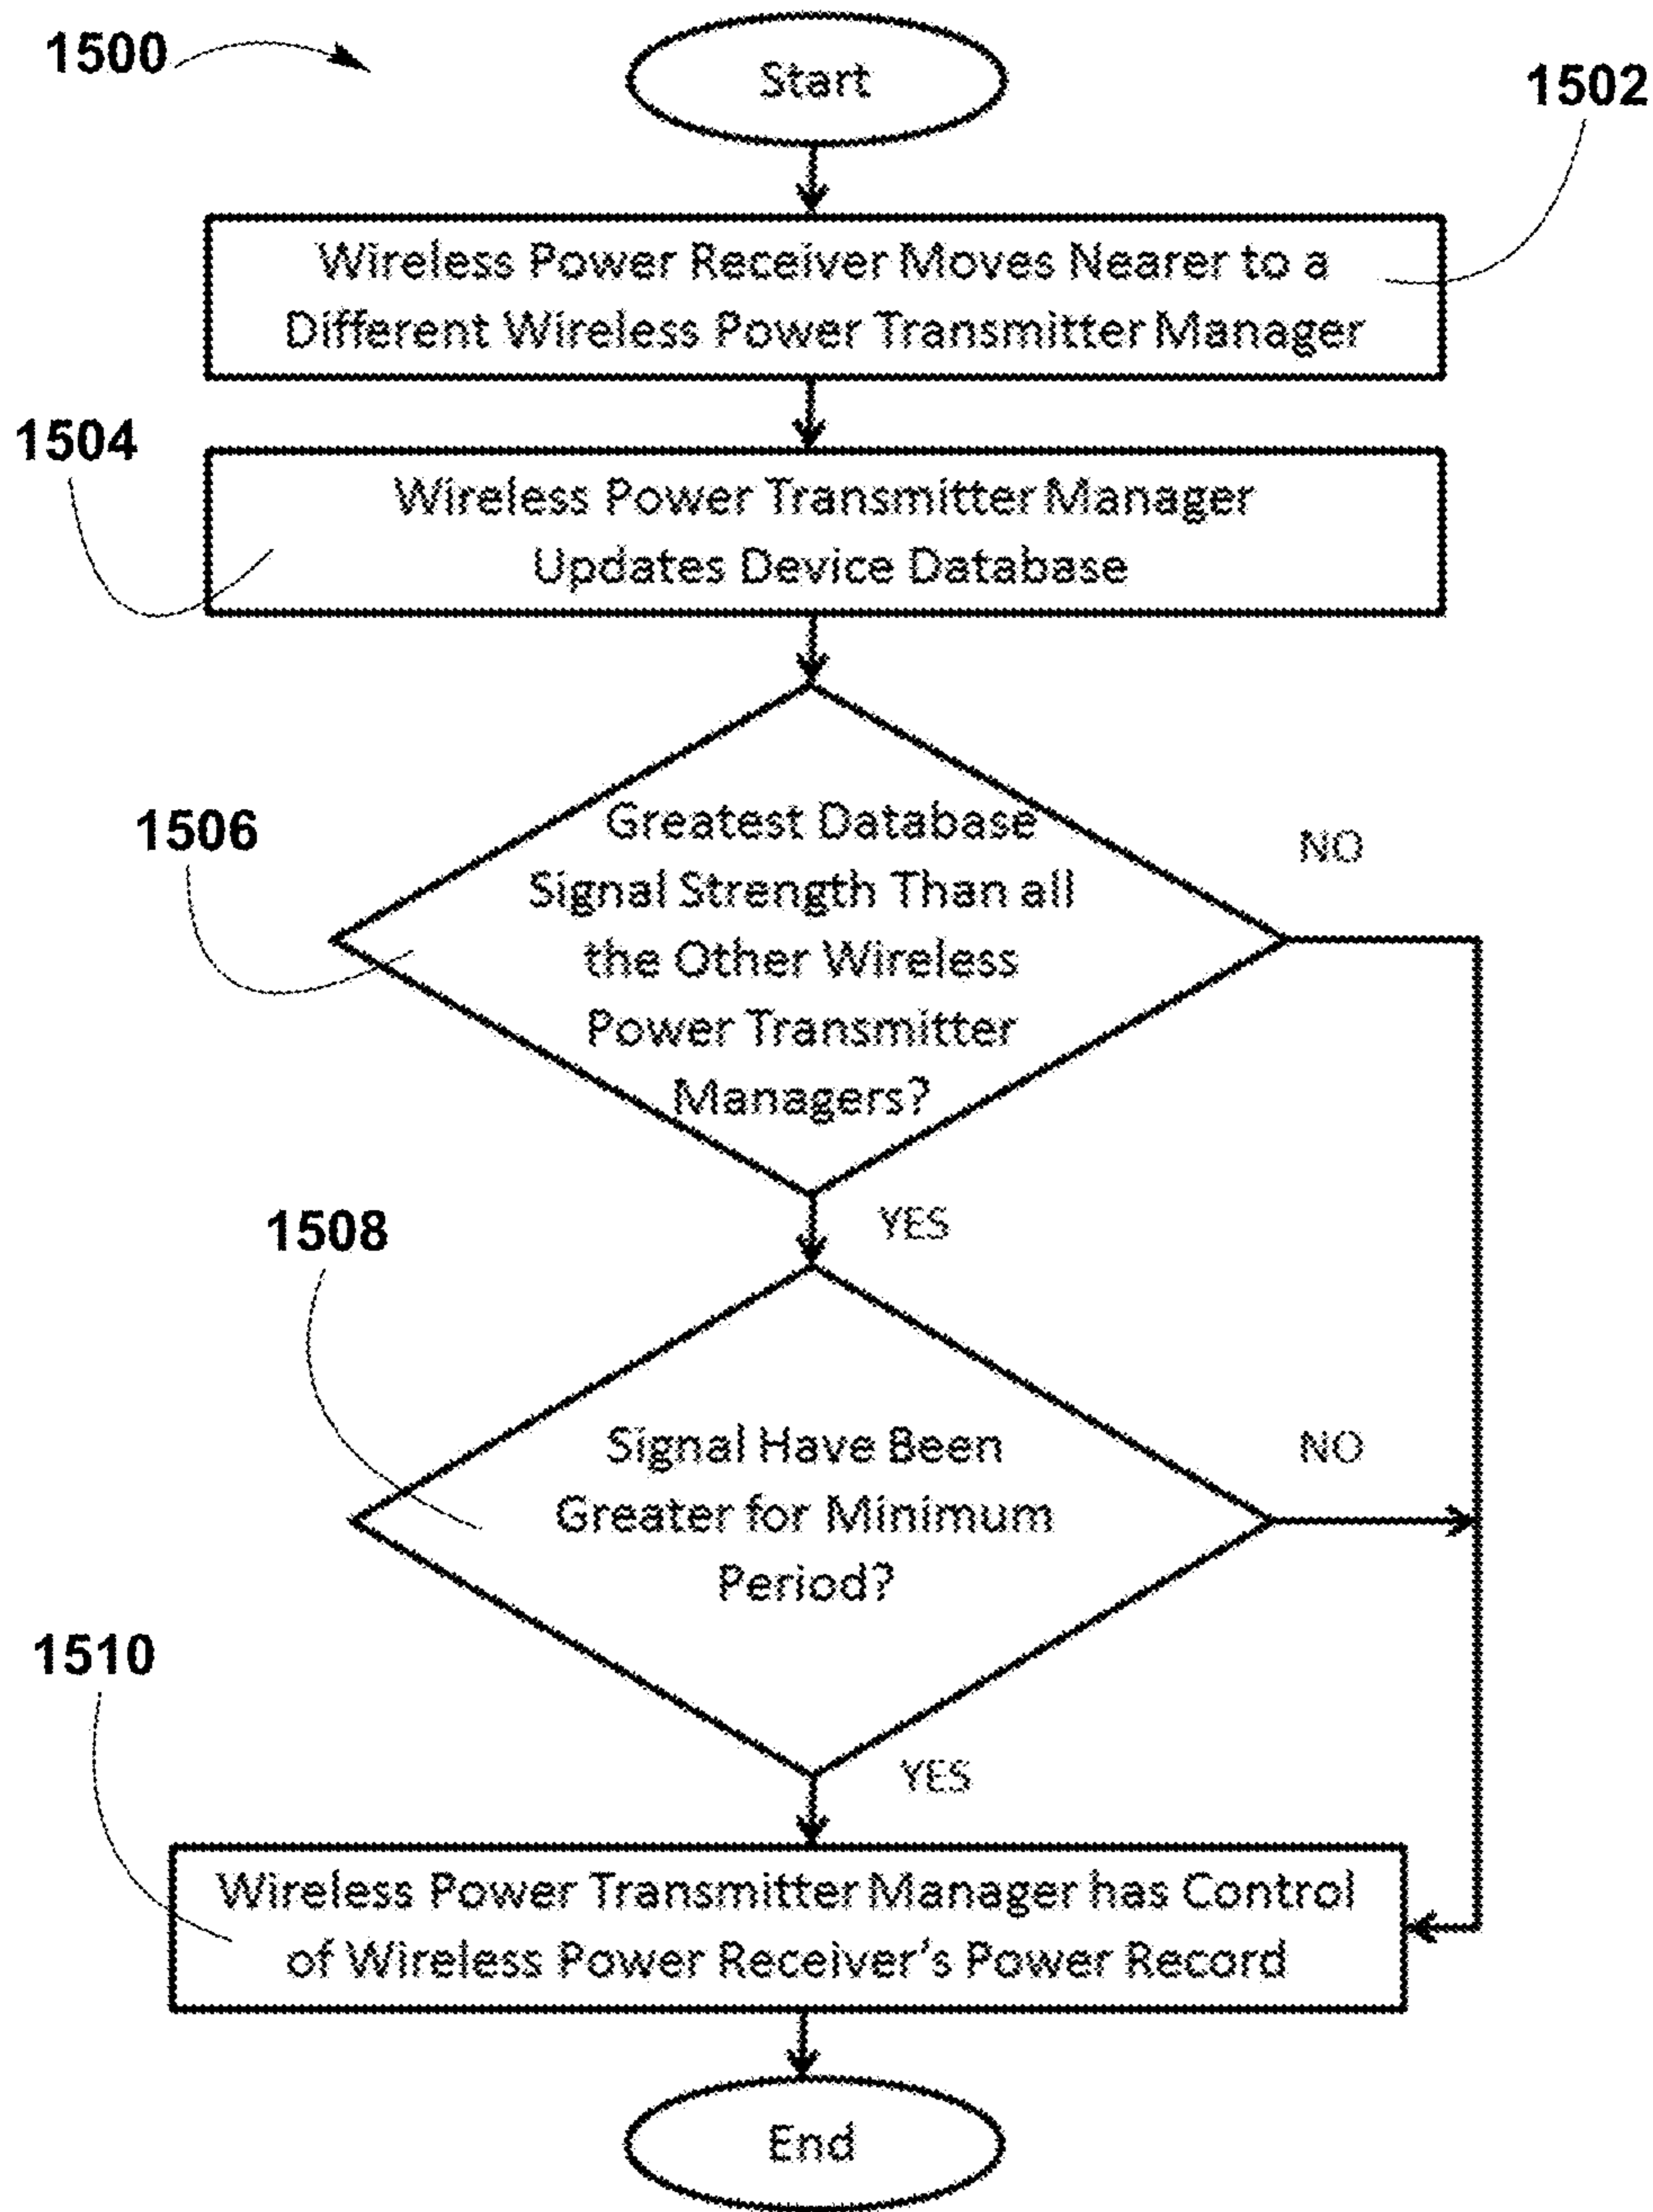 1500
Start
1502
Wireless Power Receiver Moves Nearer to a
Different Wireless Power Transmitter Manager
1504
Wireless Power Transmitter Manager
Updates Device Database
1506
Greatest Database
Signal Strength Than all
the Other Wireless
Power Transmitter
Managers?
NO
YES
1508
Signal Have Been
Greater for Minimum
Period?
NO
YES
1510
Wireless Power Transmitter Manager has Control
of Wireless Power Receiver's Power Record
End